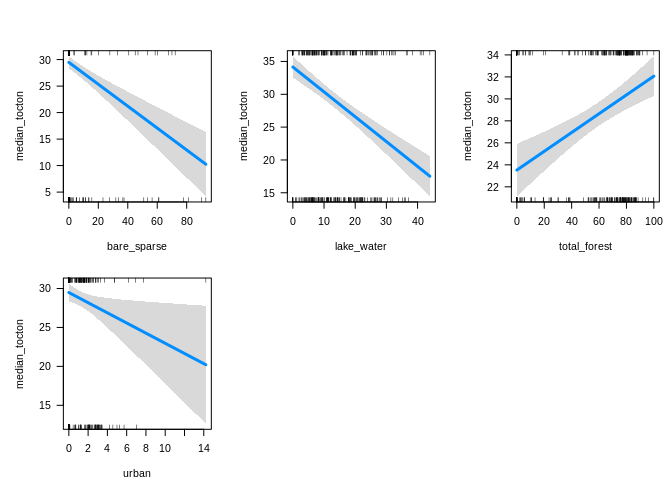 median_tocton
30
25
20
15
10
5
0 20 40 60 80
bare_sparse
median_tocton
35
30
25
20
15
0 10 20 30 40
lake_water
median_tocton
34
32
30
28
26
24
22
0 20 40 60 80 100
total_forest
median_tocton
30
25
20
15
0 2 4 6 8 10 14
urban